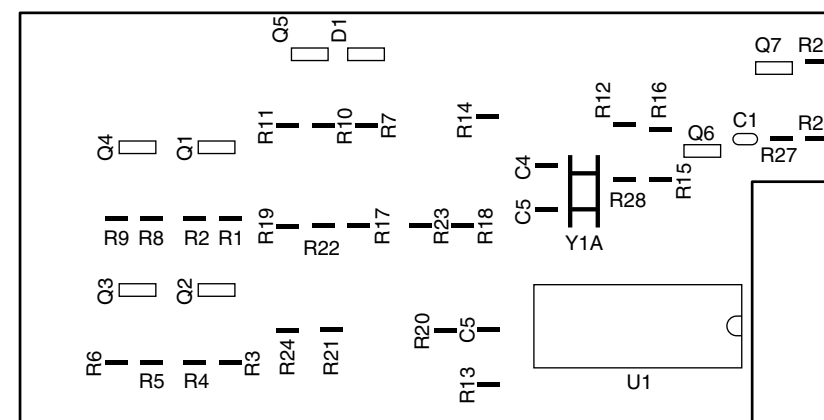 Q5 D1 Q7 R2
R11 R10 R7 R14 R12 R16 C1 R2
Q4 Q1 Q6 R27
C4 R28 R15
R9 R8 R2 R1 R19 R22 R17 R23 R18 C5 Y1A
Q3 Q2
R6 R5 R4 R3 R24 R21 R20 C5 U1
R13